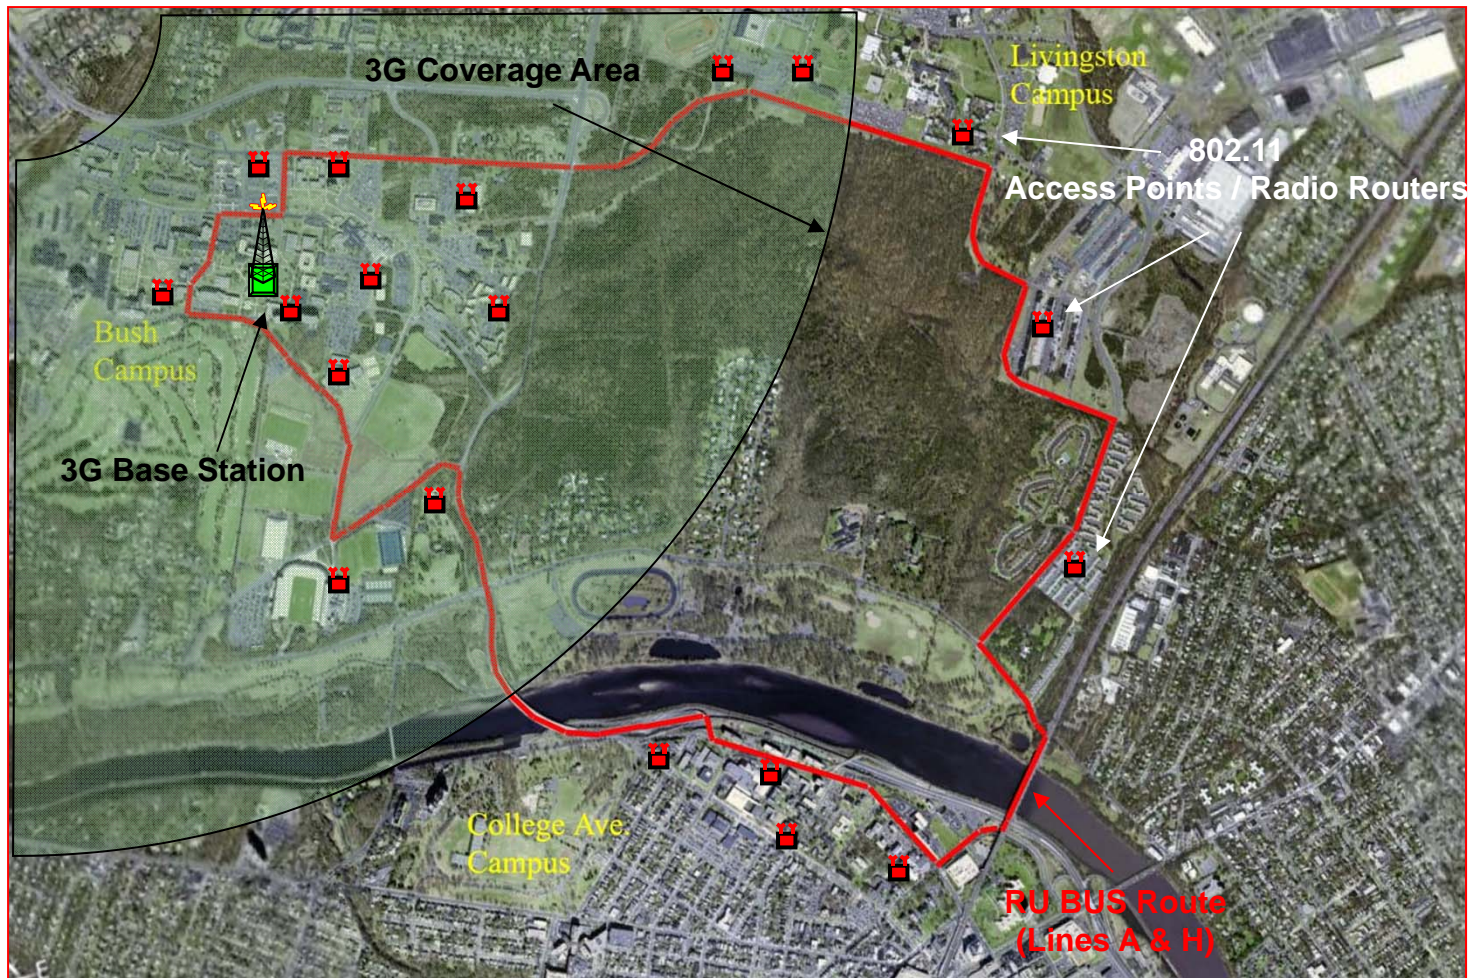 3G Coverage Area
Livingston
Campus
802.11
Access Points / Radio Routers
Bush
Campus
3G Base Station
College Ave.
Campus
RU BUS Route
(Lines A & H)